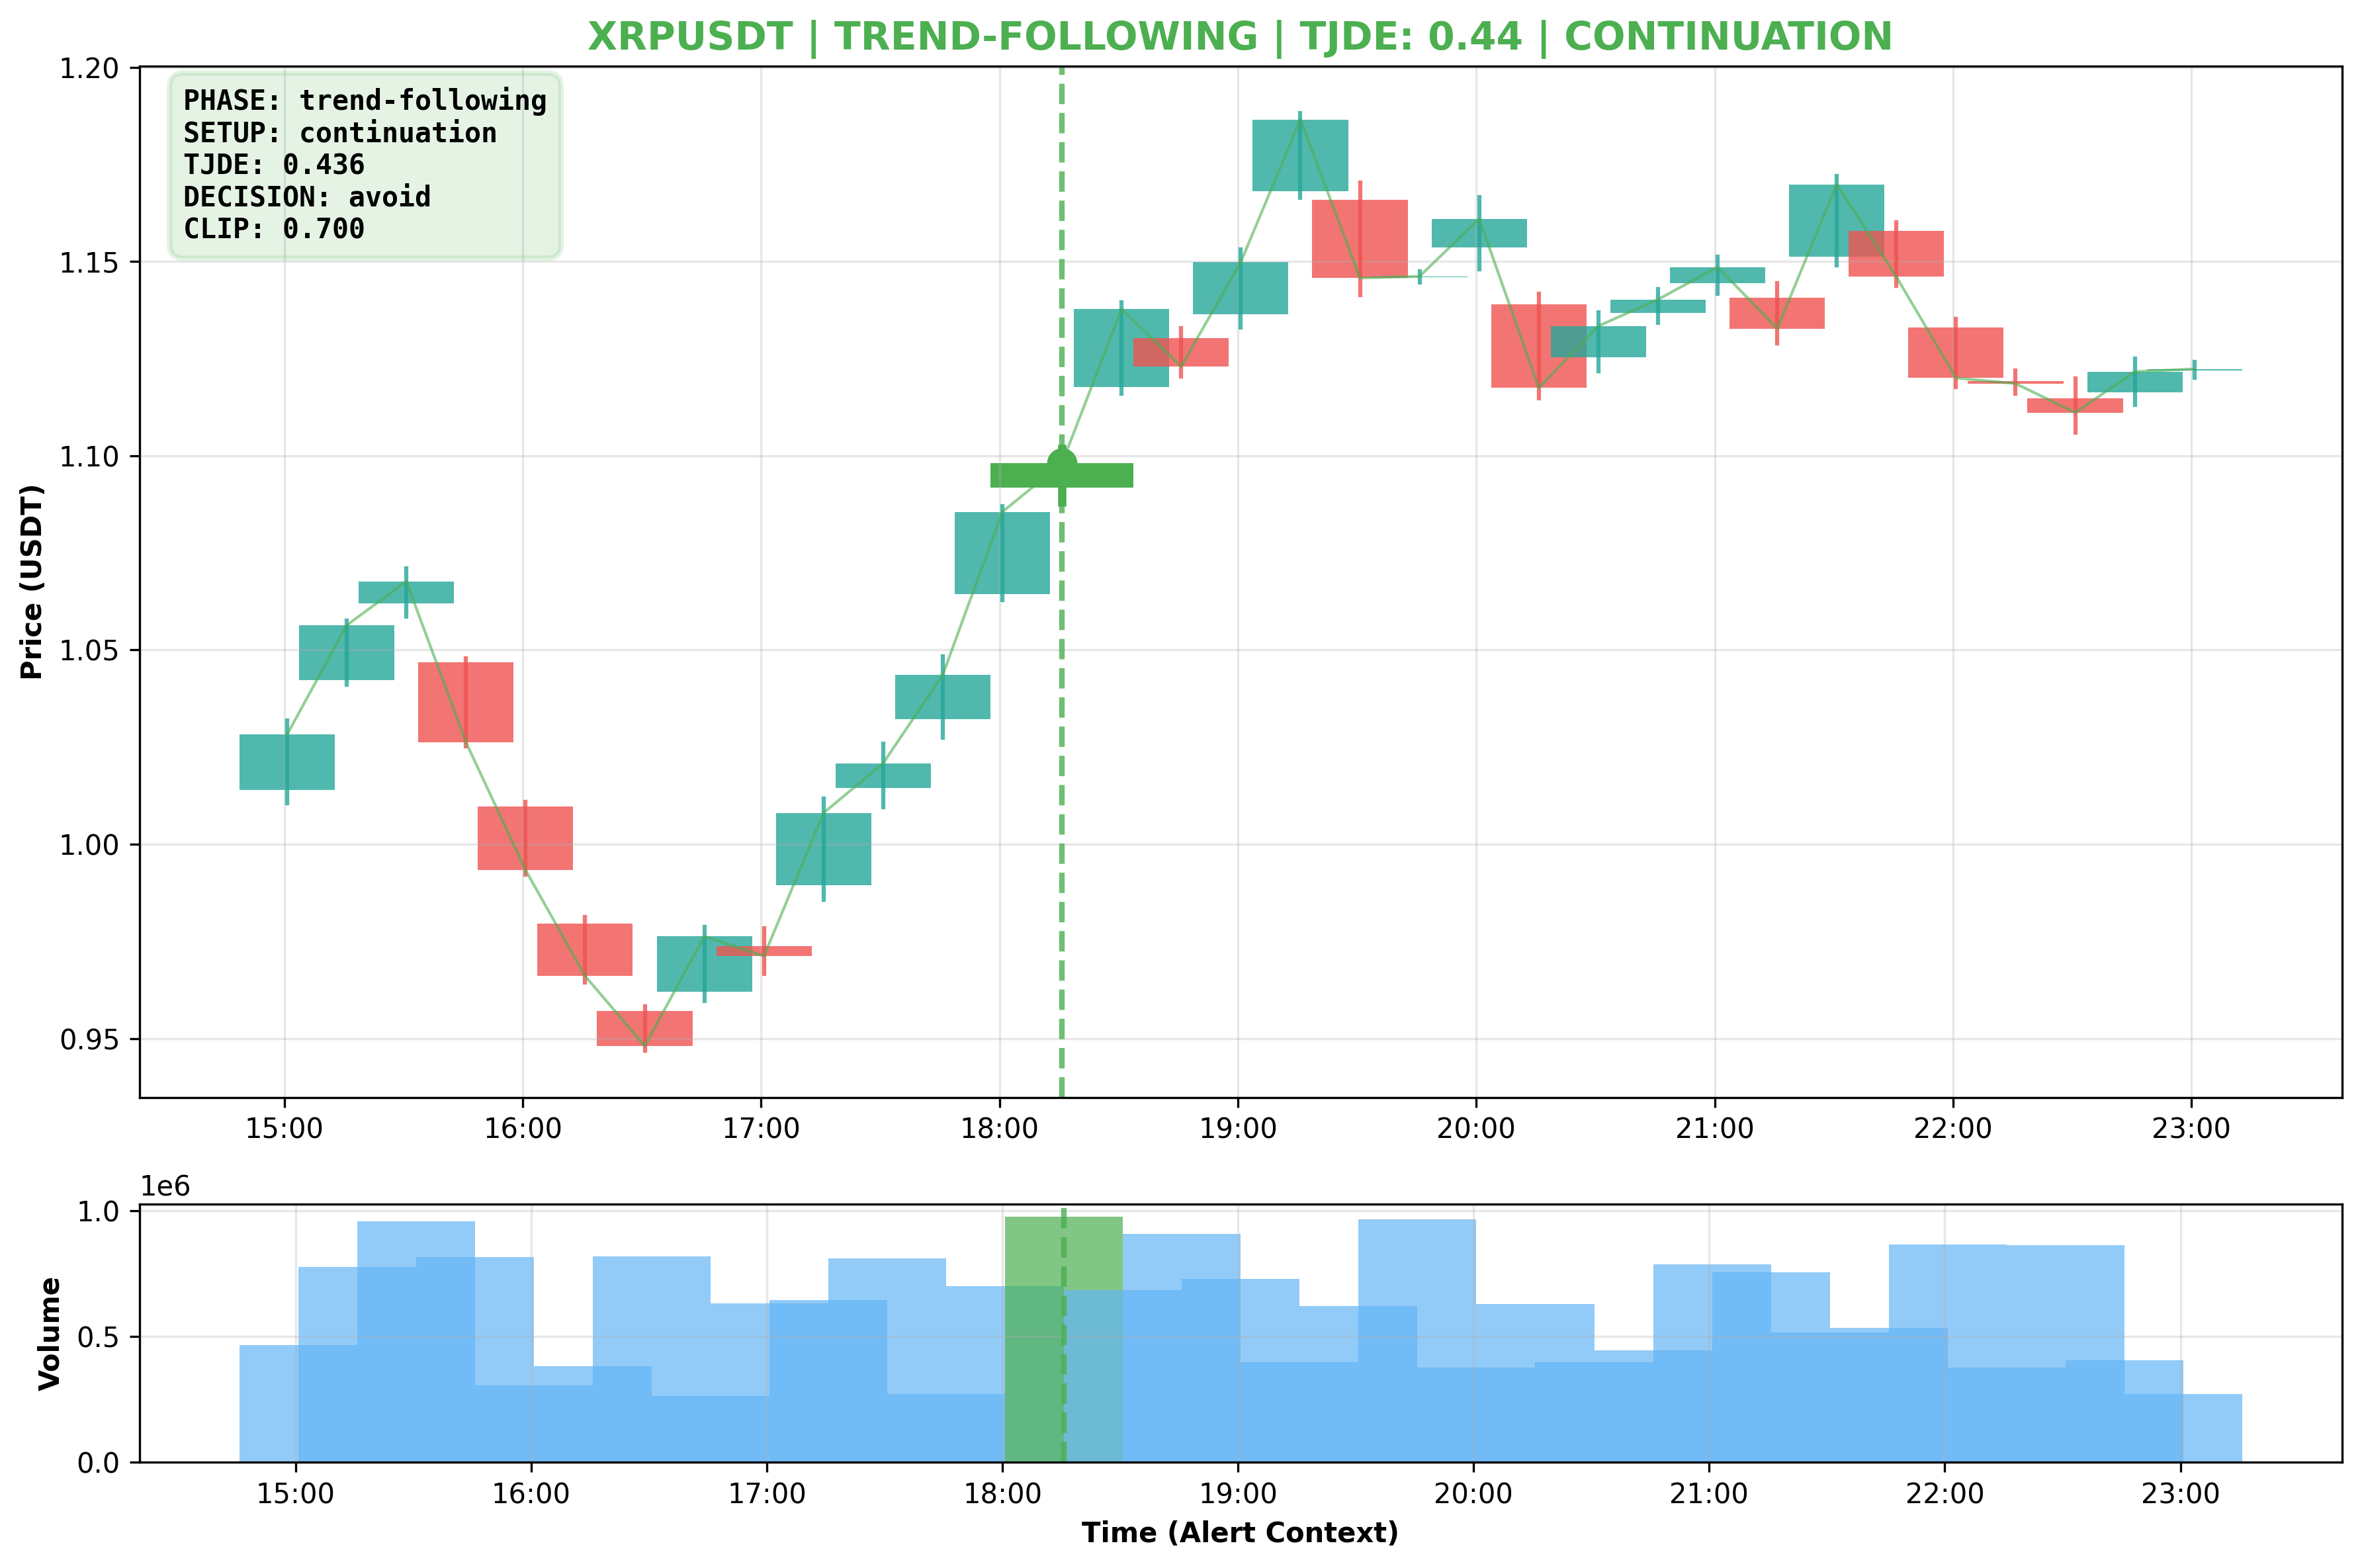 XRPUSDT | TREND-FOLLOWING | TJDE: 0.44 | CONTINUATION
PHASE: trend-following
SETUP: continuation
TJDE: 0.436
DECISION: avoid
CLIP: 0.700
Price (USDT)
1.20
1.15
1.10
1.05
1.00
0.95
15:00 16:00 17:00 18:00 19:00 20:00 21:00 22:00 23:00
1e6
Volume
1.0
0.5
0.0
15:00 16:00 17:00 18:00 19:00 20:00 21:00 22:00 23:00
Time (Alert Context)